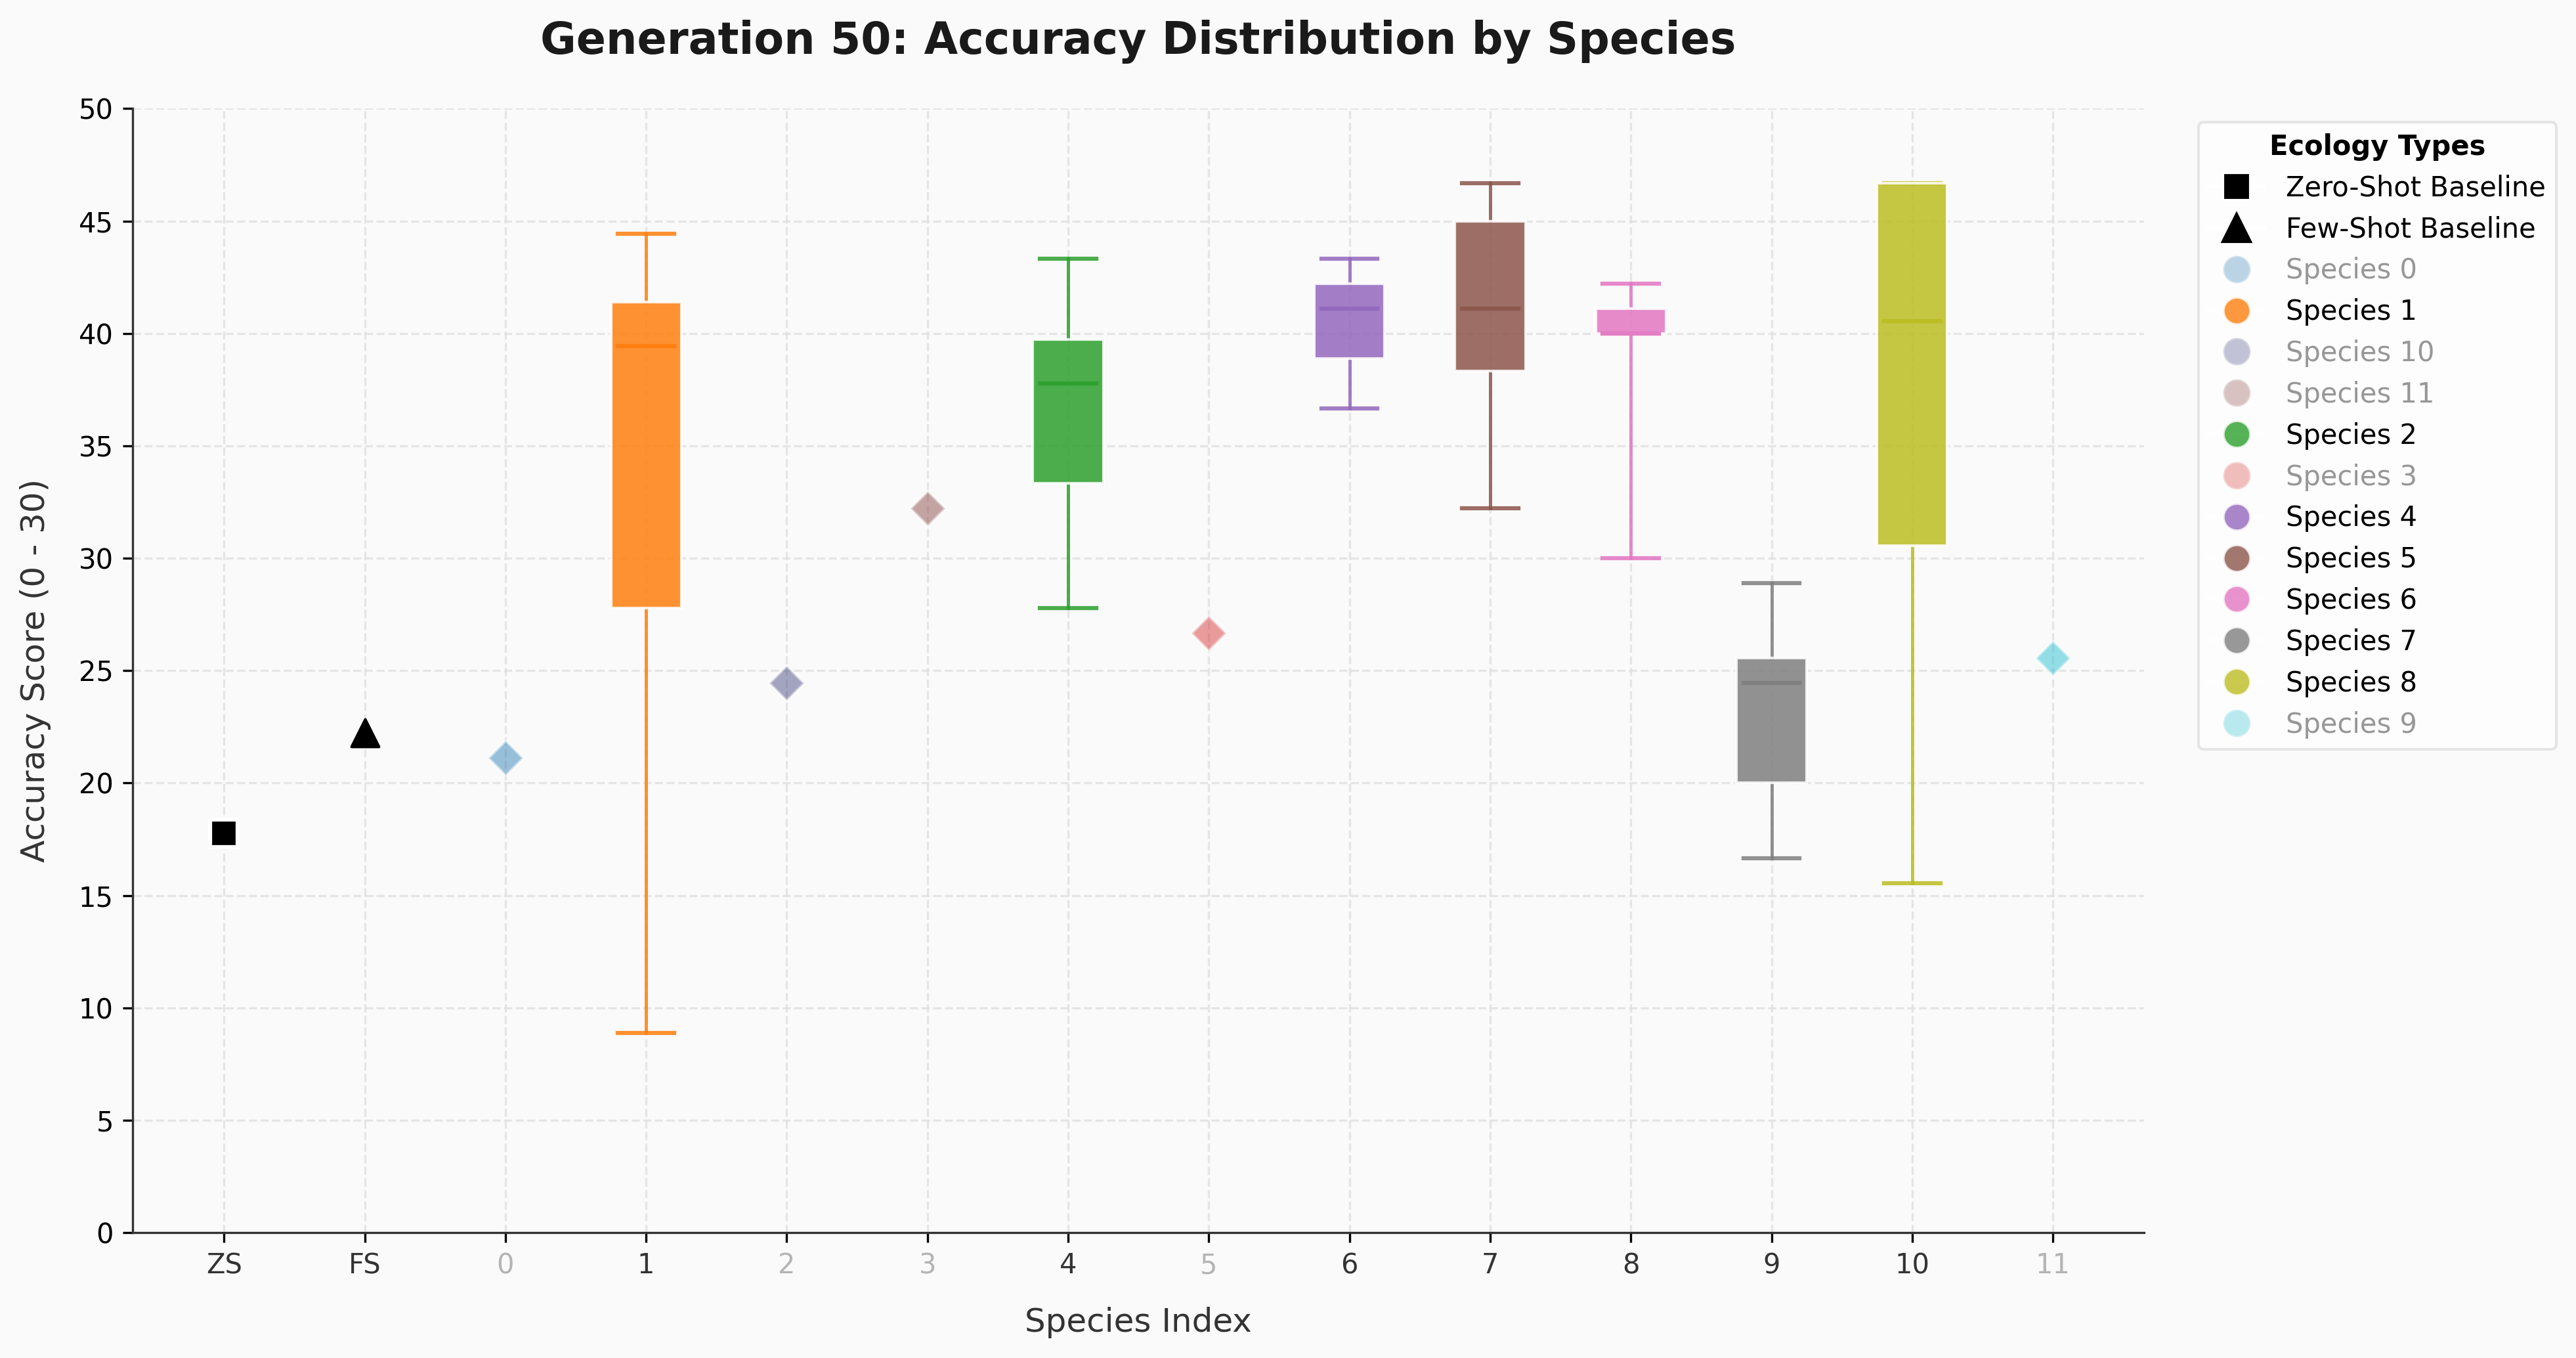 Generation 50: Accuracy Distribution by Species
Accuracy Score (0 - 30)
50
45
40
35
30
25
20
15
10
5
0
ZS FS 0 1 2 3 4 5 6 7 8 9 10 11
Species Index
Ecology Types
Zero-Shot Baseline
Few-Shot Baseline
Species 0
Species 1
Species 10
Species 11
Species 2
Species 3
Species 4
Species 5
Species 6
Species 7
Species 8
Species 9